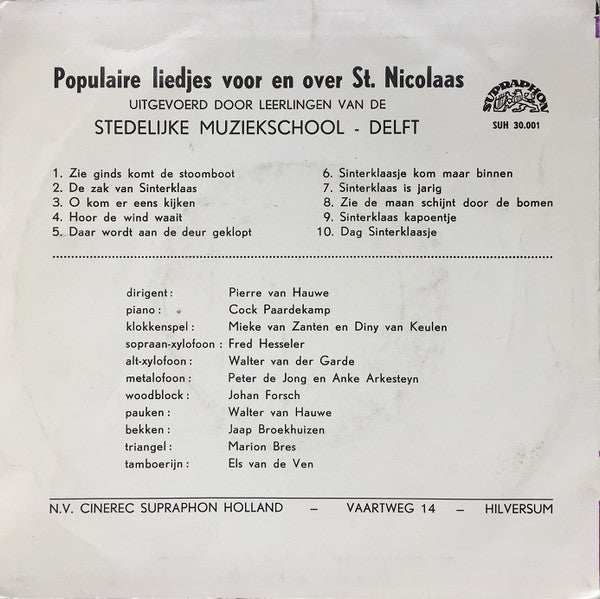 Populaire liedjes voor en over St. Nicolaas
UITGEVOERD DOOR LEERLINGEN VAN DE
STEDELIJKE MUZIEKSCHOOL - DELFT
SUPRAPHON
SUH 30.001
1. Zie ginds komt de stoomboot
2. De zak van Sinterklaas
3. O kom er eens kijken
4. Hoor de wind waait
5. Daar wordt aan de deur geklopt
6. Sinterklaasje kom maar binnen
7. Sinterklaas is jarig
8. Zie de maan schijnt door de bomen
9. Sinterklaas kapoentje
10. Dag Sinterklaasje
dirigent : Pierre van Hauwe
piano : Cock Paardekamp
klokkenspel : Mieke van Zanten en Diny van Keulen
sopraan-xylofoon : Fred Hesseler
alt-xylofoon : Walter van der Garde
metalofoon : Peter de Jong en Anke Arkesteyn
woodblock : Johan Forsch
pauken : Walter van Hauwe
bekken : Jaap Broekhuizen
triangel : Marion Bres
tamboerijn : Els van de Ven
N.V. CINEREC SUPRAPHON HOLLAND – VAARTWEG 14 – HILVERSUM